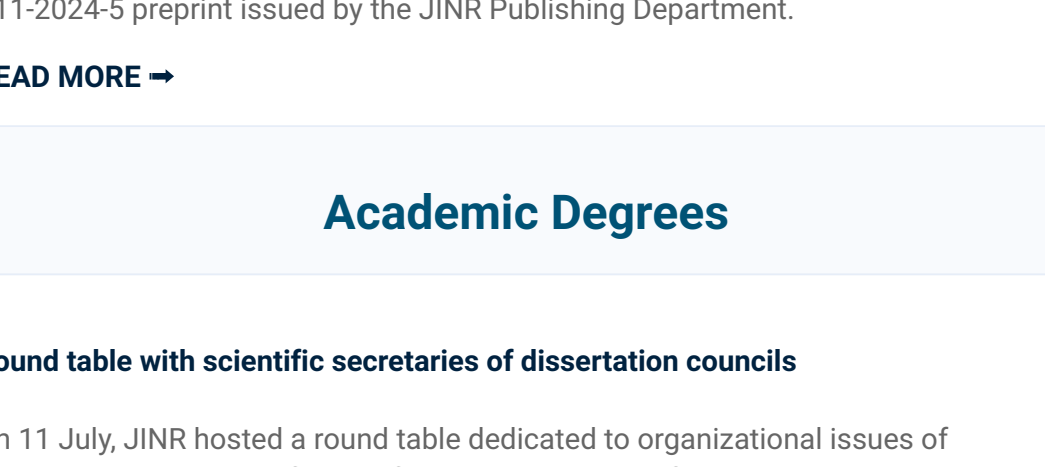 11-2024-5 preprint issued by the JINR Publishing Department.
EAD MORE ➡
Academic Degrees
ound table with scientific secretaries of dissertation councils
n 11 July, JINR hosted a round table dedicated to organizational issues of